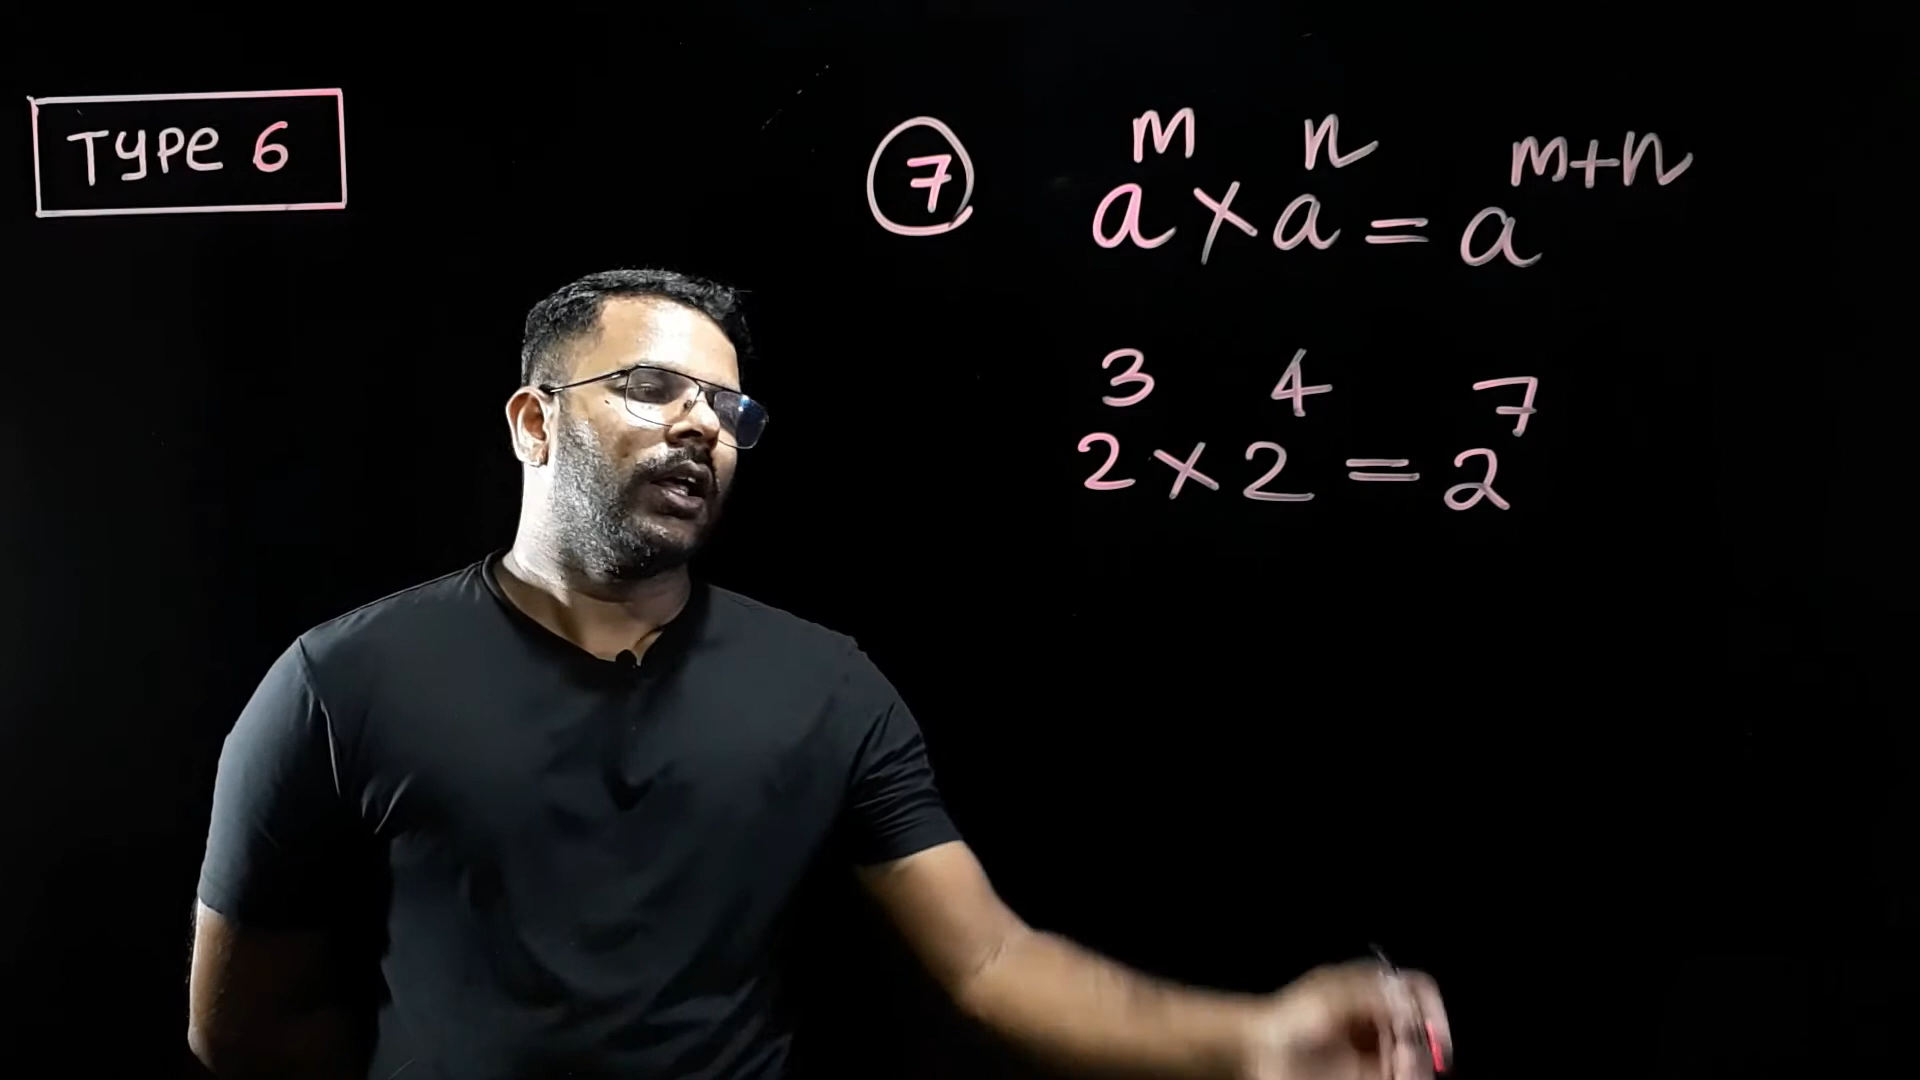 TYPE 6
7 a^m × a^n = a^m+n
2^3 × 2^4 = 2^7